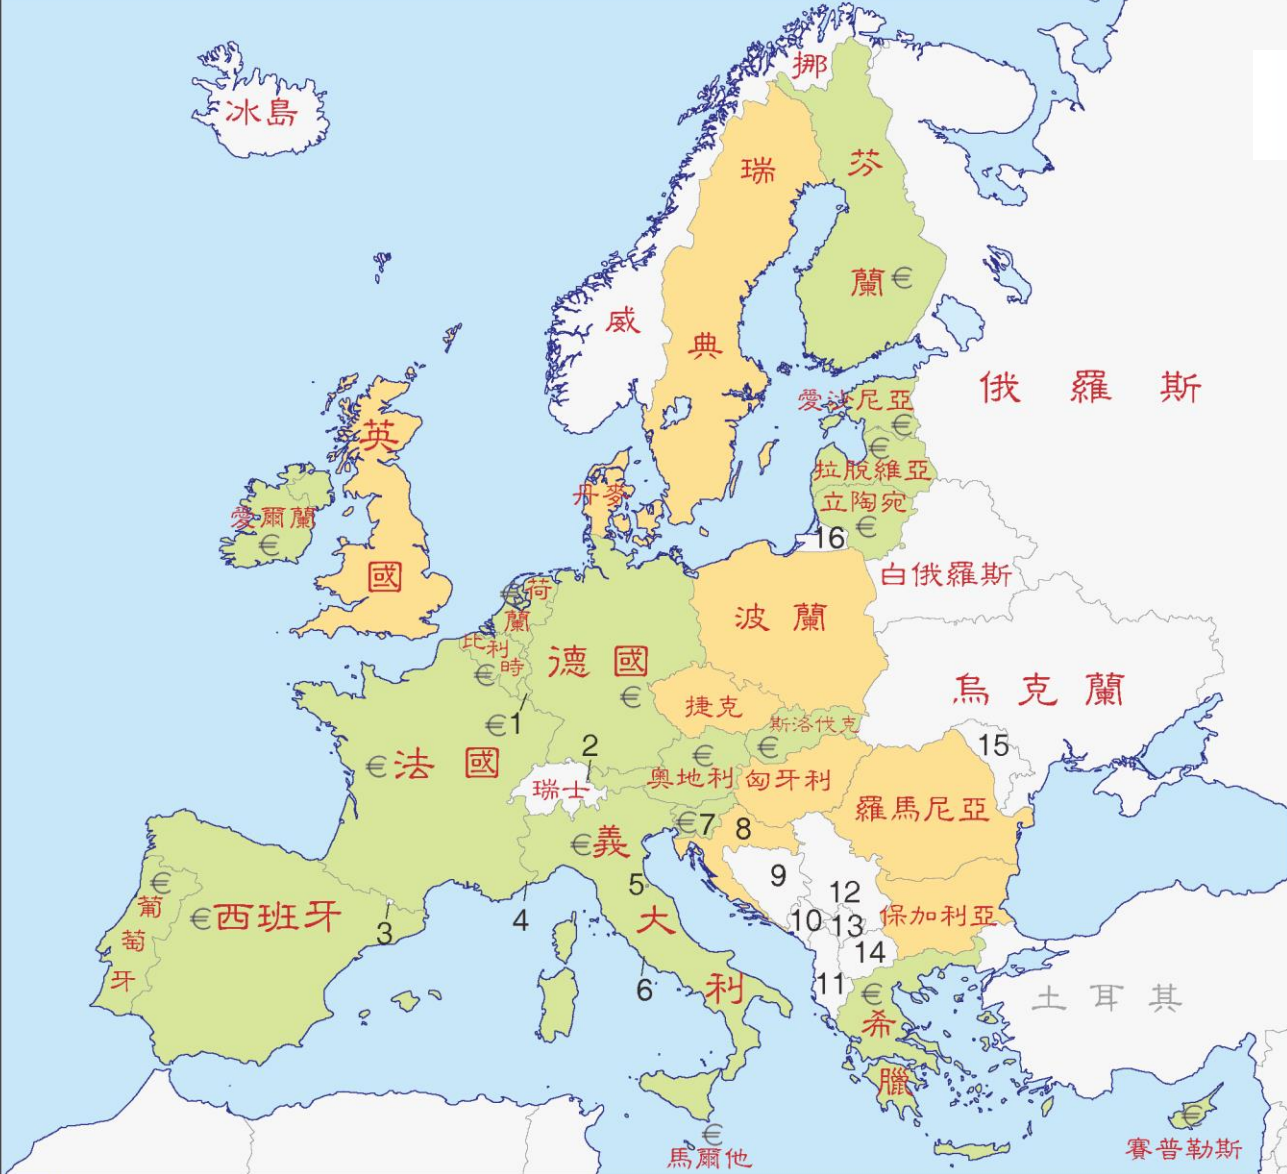 冰島
挪
威
瑞
典
芬
蘭€
俄羅斯
愛沙尼亞
€
€
拉脫維亞
立陶宛
€
16
白俄羅斯
英
國
愛爾蘭
€
丹麥
€荷
蘭
比利
時
€
德國
€
波蘭
捷克
斯洛伐克
€
烏克蘭
15
€1
2
€法國
瑞士
€
奧地利
匈牙利
羅馬尼亞
€義
大
利
€7
8
9
10
11
12
13
14
保加利亞
5
6
4
3
€
葡
萄
牙
€西班牙
€
希
臘
土耳其
€
馬爾他
€
賽普勒斯